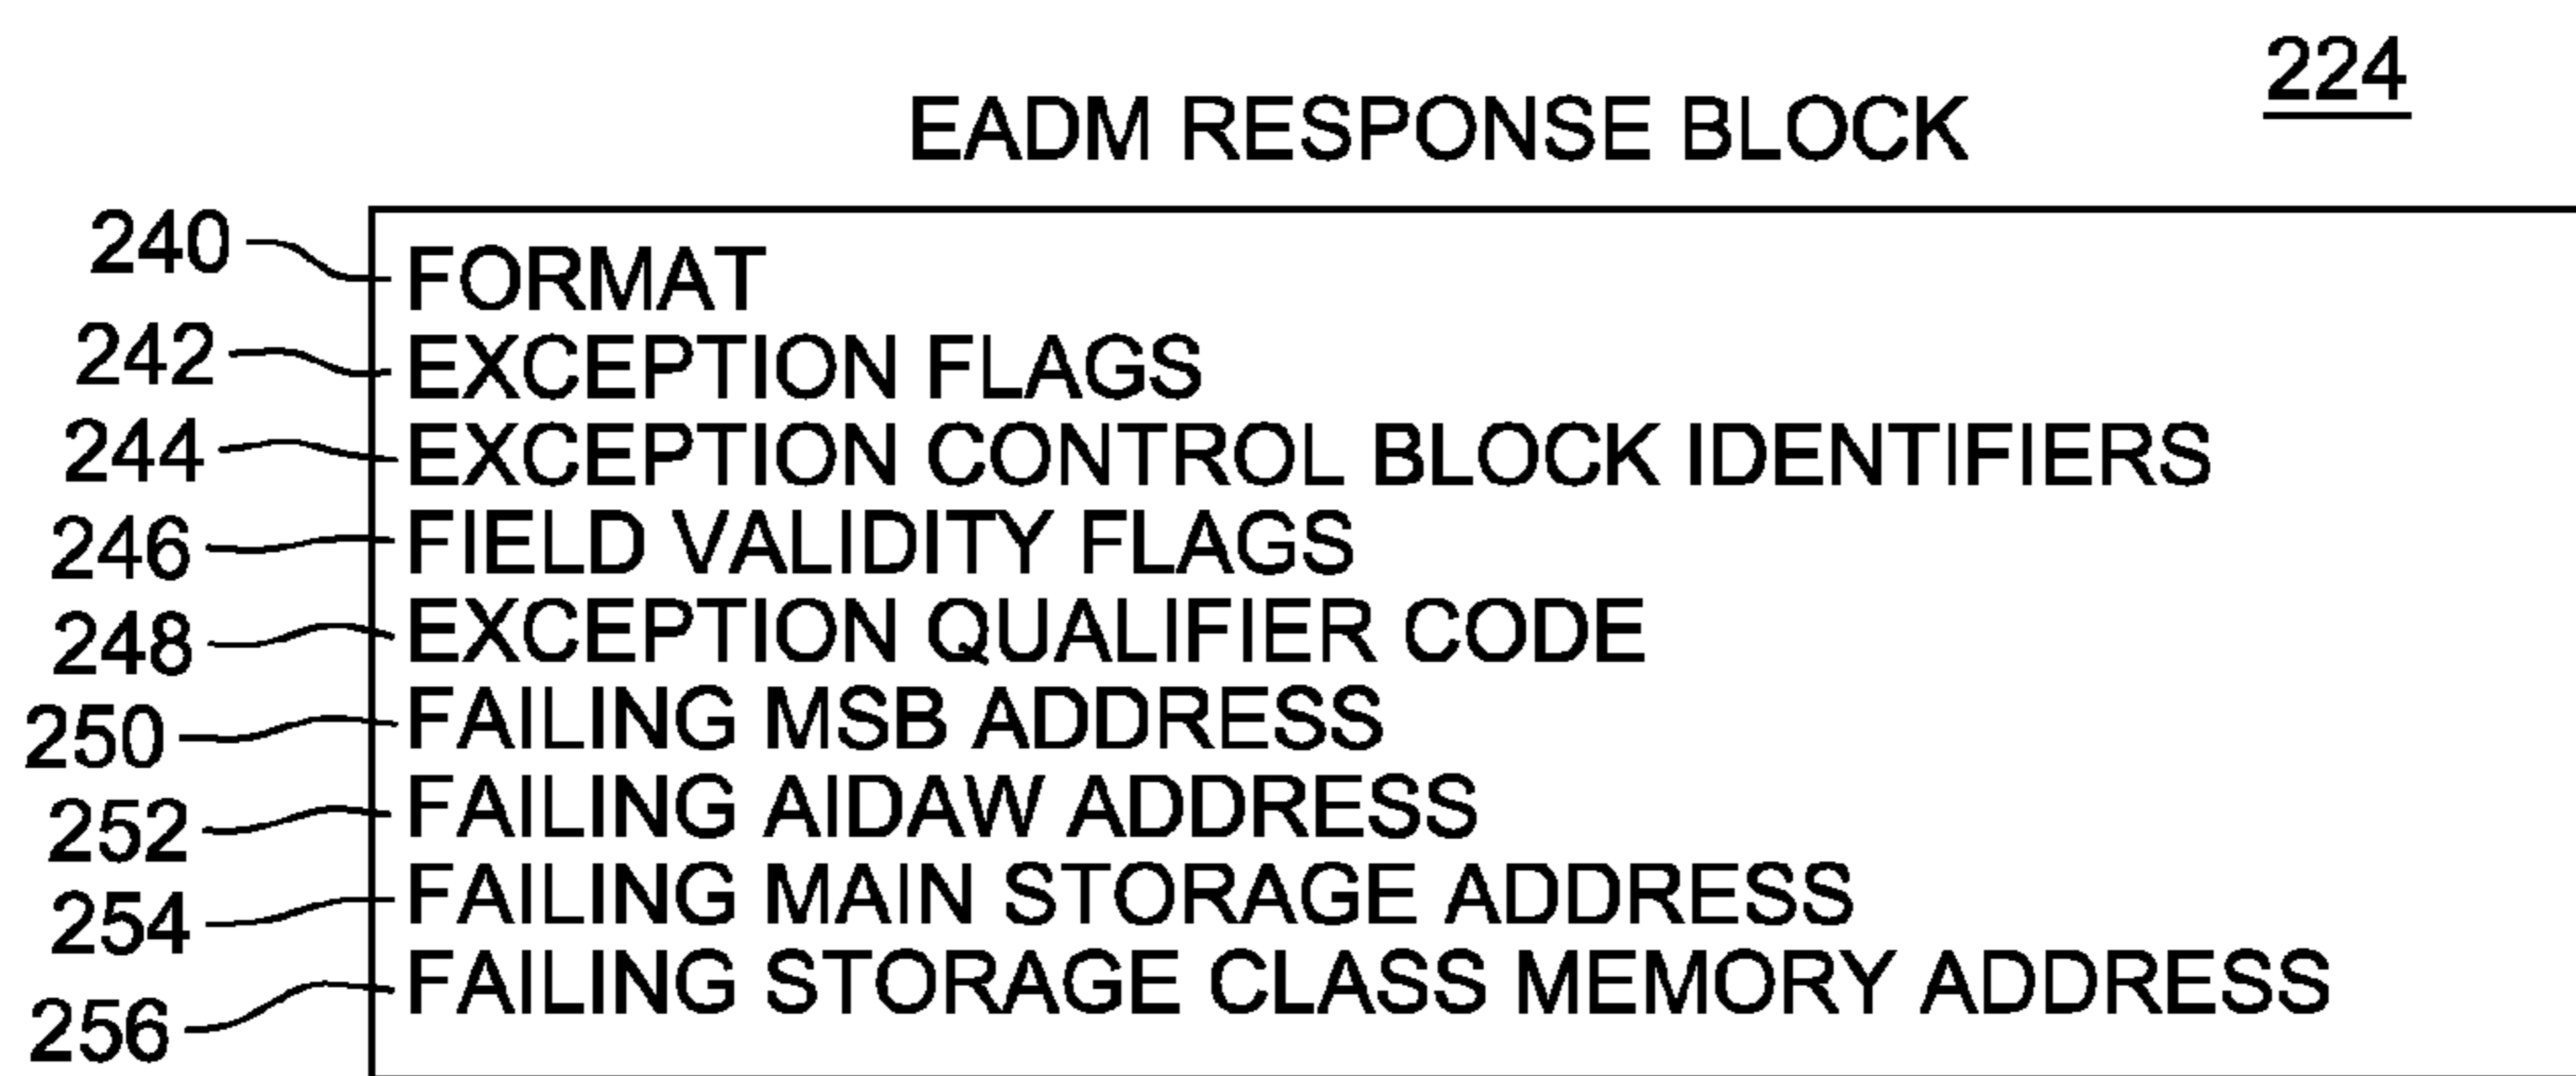 224
EADM RESPONSE BLOCK
240 FORMAT
242 EXCEPTION FLAGS
244 EXCEPTION CONTROL BLOCK IDENTIFIERS
246 FIELD VALIDITY FLAGS
248 EXCEPTION QUALIFIER CODE
250 FAILING MSB ADDRESS
252 FAILING AIDAW ADDRESS
254 FAILING MAIN STORAGE ADDRESS
256 FAILING STORAGE CLASS MEMORY ADDRESS